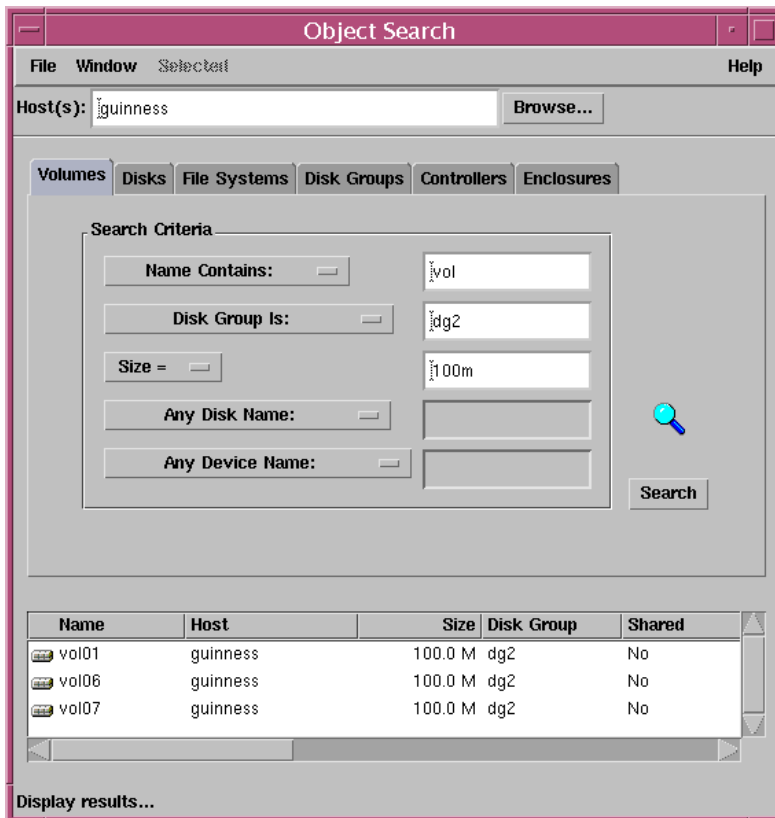 Object Search
File Window Selected Help
Host(s): guinness Browse...
Volumes Disks File Systems Disk Groups Controllers Enclosures
Search Criteria
Name Contains: vol
Disk Group Is: dg2
Size = 100m
Any Disk Name:
Any Device Name:
Search
Name Host Size Disk Group Shared
vol01 guinness 100.0 M dg2 No
vol06 guinness 100.0 M dg2 No
vol07 guinness 100.0 M dg2 No
Display results...